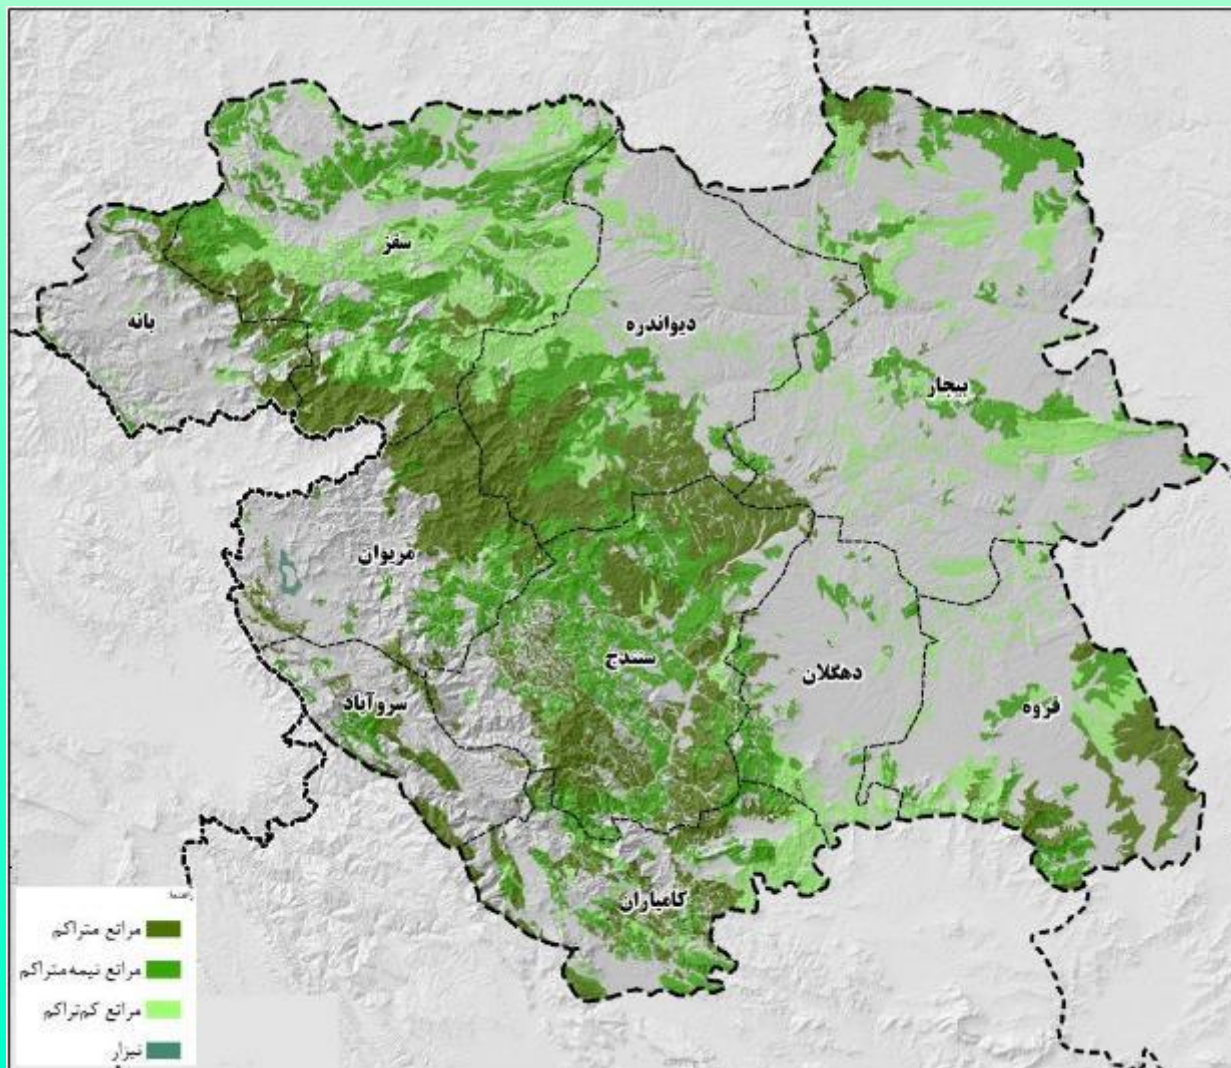 سقز
بانه
دیواندره
بیجار
مریوان
سنندج
دهگلان
سروآباد
قروه
کامیاران
راهنما:
مراتع متراکم
مراتع نیمه‌متراکم
مراتع کم‌تراکم
نیزار